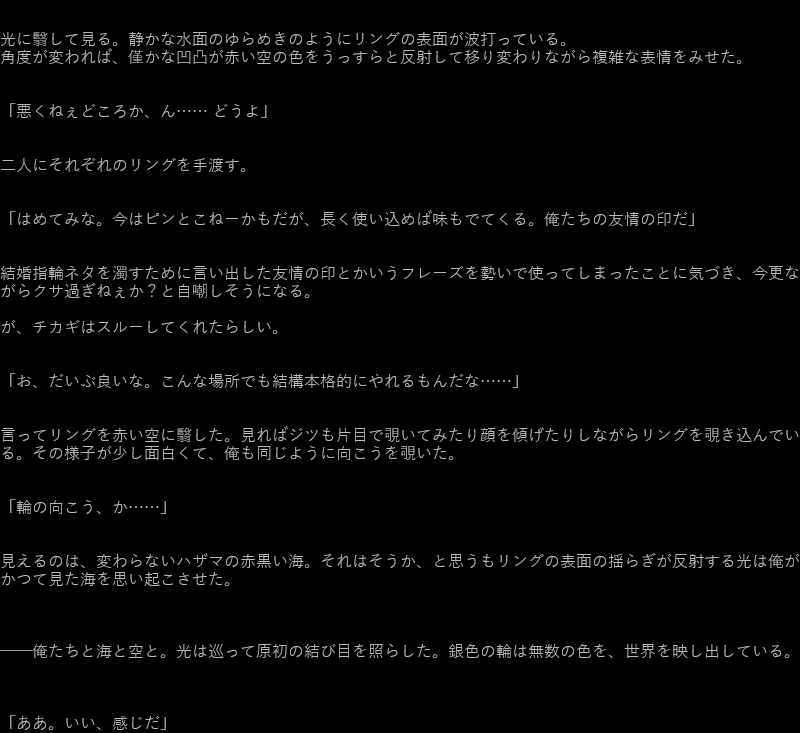 光に翳して見る。静かな水面のゆらめきのようにリングの表面が波打っている。
角度が変われば、僅かな凹凸が赤い空の色をうっすらと反射して移り変わりながら複雑な表情をみせた。
「悪くねぇどころか、ん…… どうよ」
二人にそれぞれのリングを手渡す。
「はめてみな。今はピンとこねーかもだが、長く使い込めば味もでてくる。俺たちの友情の印だ」
結婚指輪ネタを濁すために言い出した友情の印とかいうフレーズを勢いで使ってしまったことに気づき、今更な
がらクサ過ぎねぇか？と自嘲しそうになる。
が、チカギはスルーしてくれたらしい。
「お、だいぶ良いな。こんな場所でも結構本格的にやれるもんだな……」
言ってリングを赤い空に翳した。見ればジツも片目で覗いてみたり顔を傾げたりしながらリングを覗き込んでい
る。その様子が少し面白くて、俺も同じように向こうを覗いた。
「輪の向こう、か……」
見えるのは、変わらないハザマの赤黒い海。それはそうか、と思うもリングの表面の揺らぎが反射する光は俺が
かつて見た海を思い起こさせた。
――俺たちと海と空と。光は巡って原初の結び目を照らした。銀色の輪は無数の色を、世界を映し出している。
「ああ。いい、感じだ」